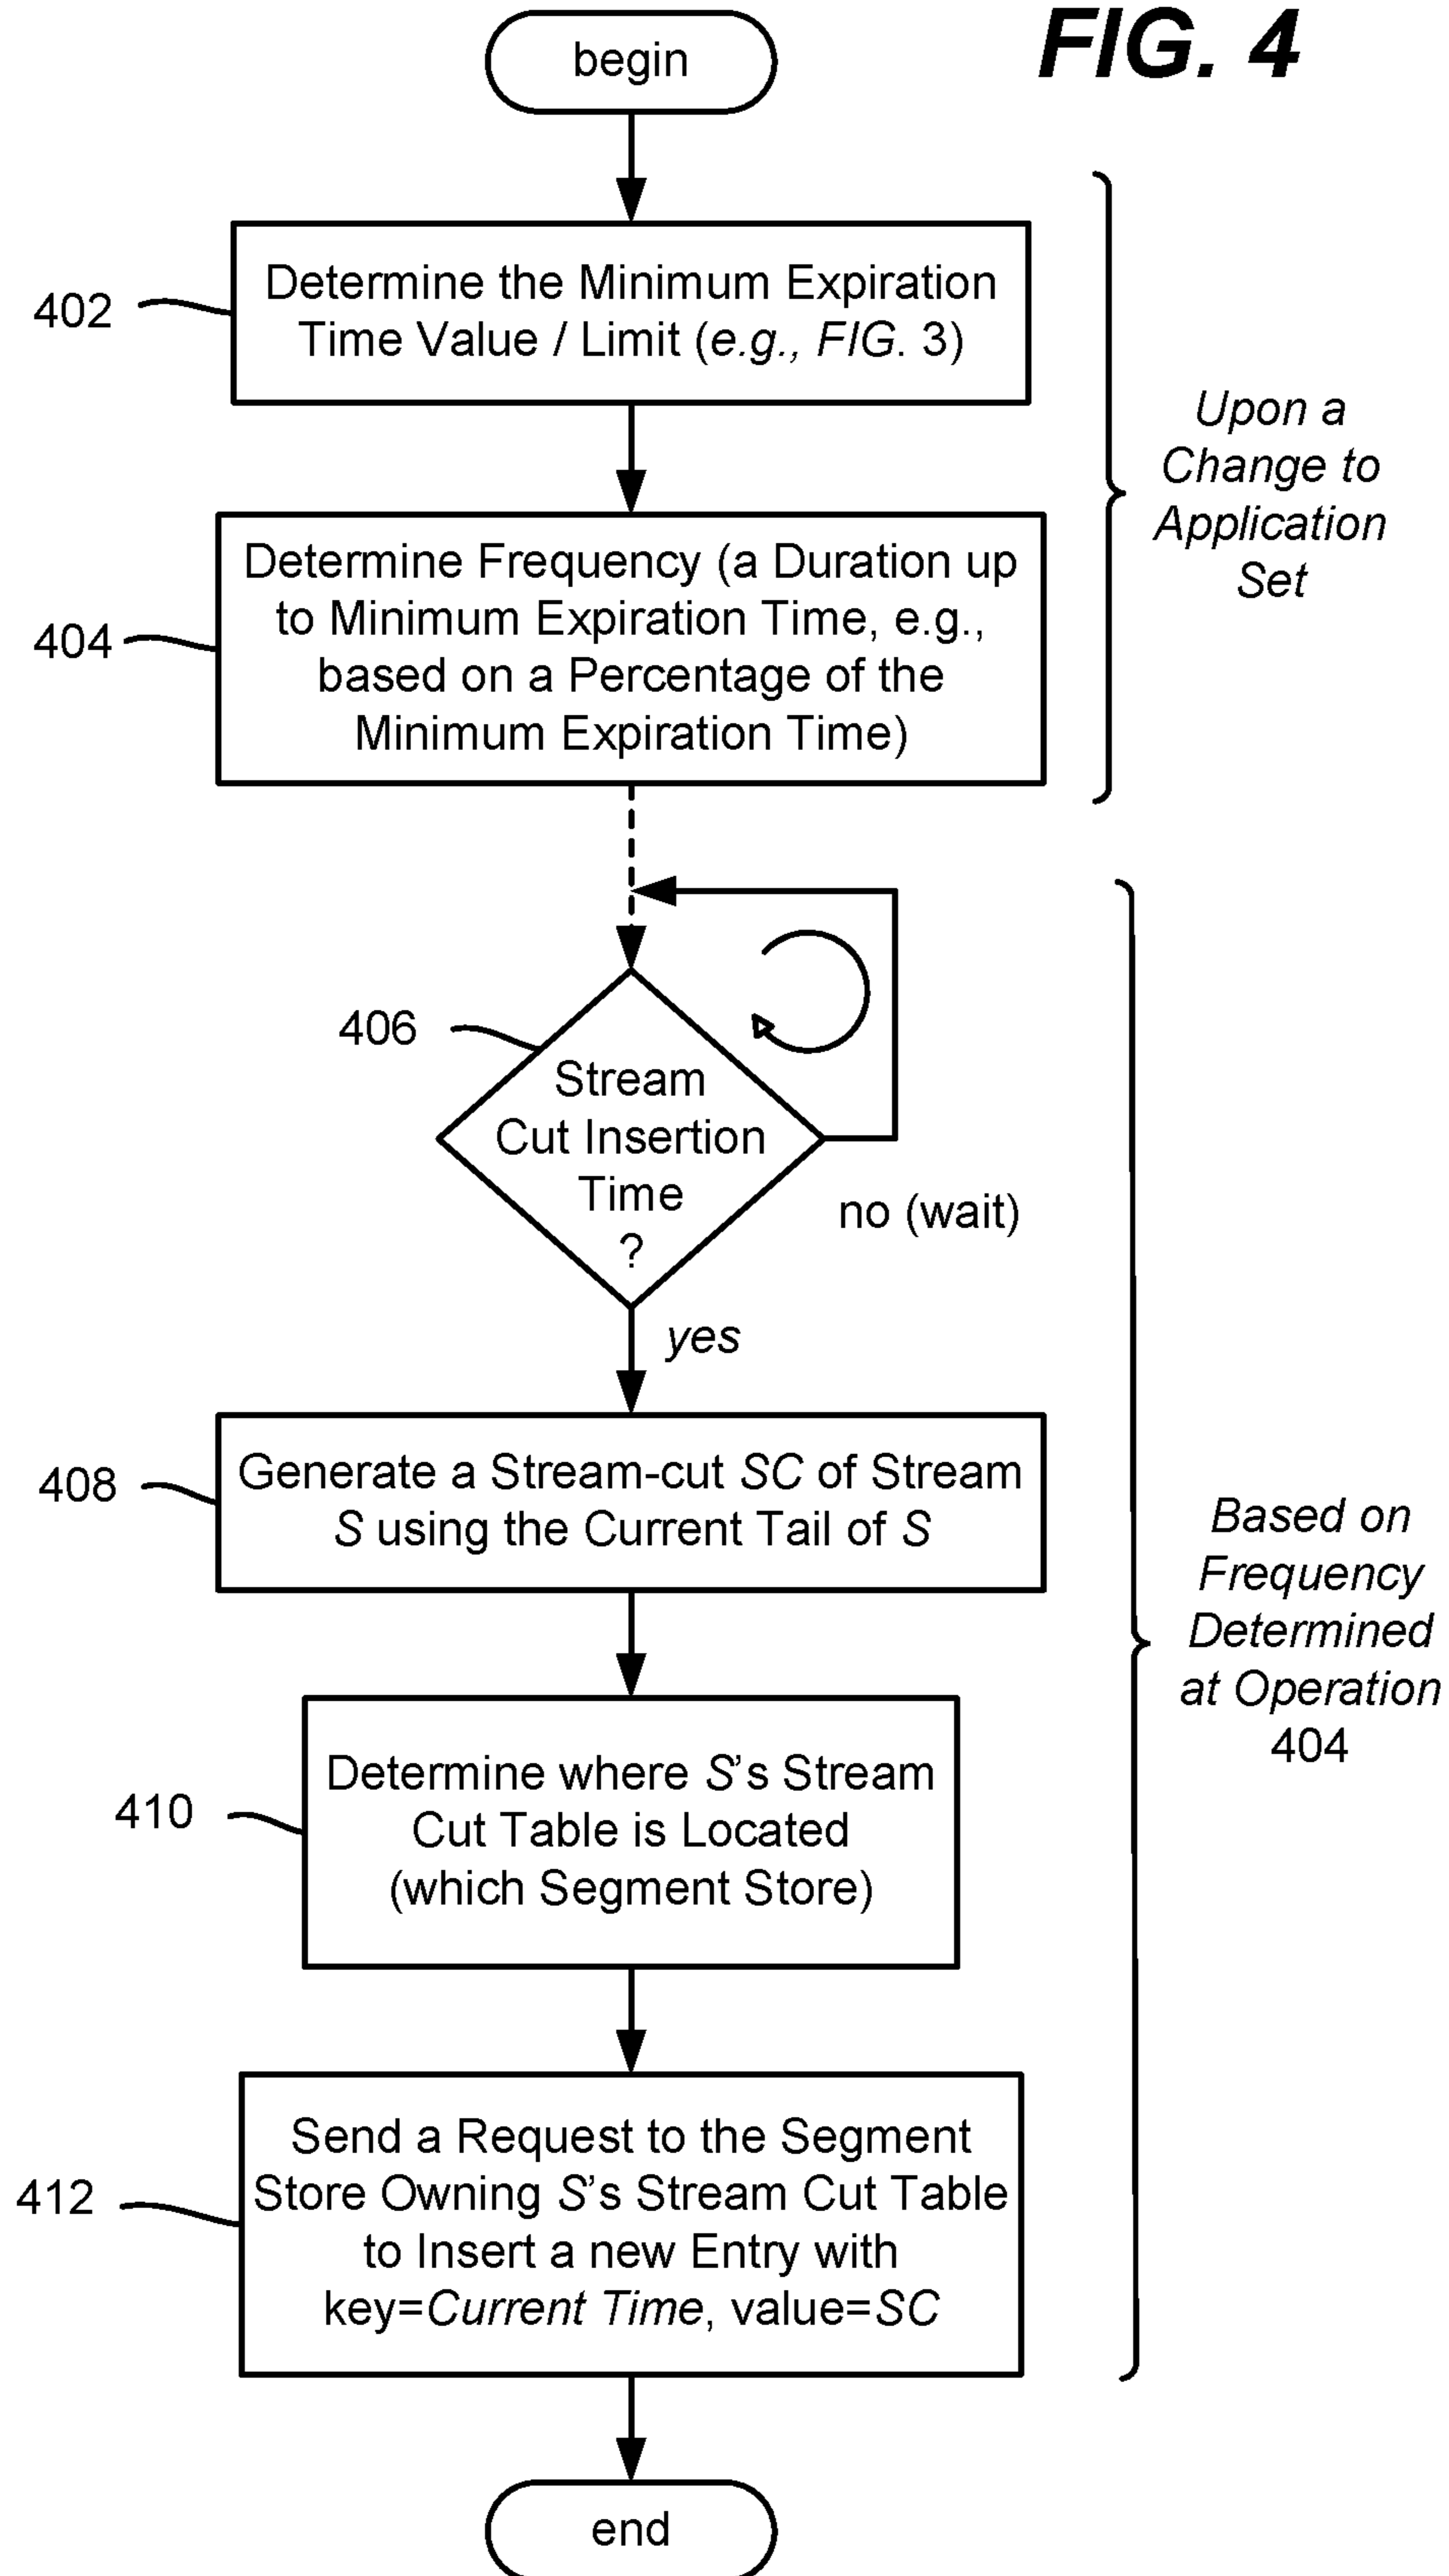 FIG. 4
begin
402
Determine the Minimum Expiration
Time Value / Limit (e.g., FIG. 3)
Upon a
Change to
Application
Set
404
Determine Frequency (a Duration up
to Minimum Expiration Time, e.g.,
based on a Percentage of the
Minimum Expiration Time)
406
Stream
Cut Insertion
Time
?
no (wait)
yes
408
Generate a Stream-cut SC of Stream
S using the Current Tail of S
Based on
Frequency
Determined
at Operation
404
410
Determine where S's Stream
Cut Table is Located
(which Segment Store)
412
Send a Request to the Segment
Store Owning S's Stream Cut Table
to Insert a new Entry with
key=Current Time, value=SC
end